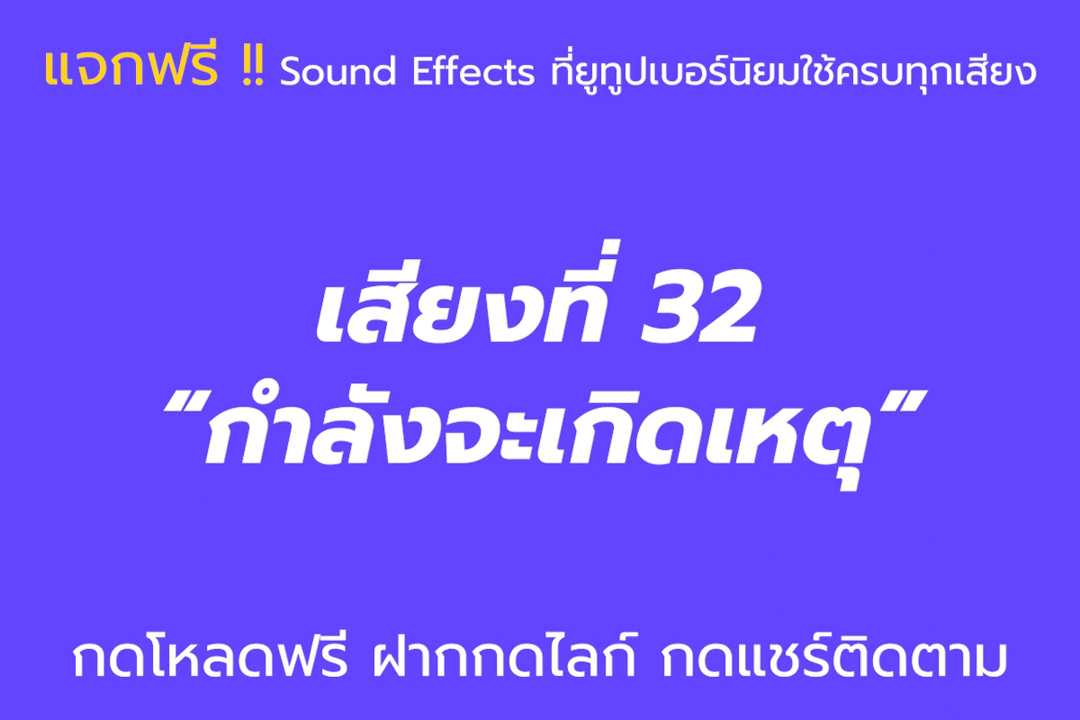 แจกฟรี !! Sound Effects ที่ยูทูปเบอร์นิยมใช้ครบทุกเสียง
เสียงที่ 32
“กำลังจะเกิดเหตุ”
กดโหลดฟรี ฝากกดไลก์ กดแชร์ติดตาม